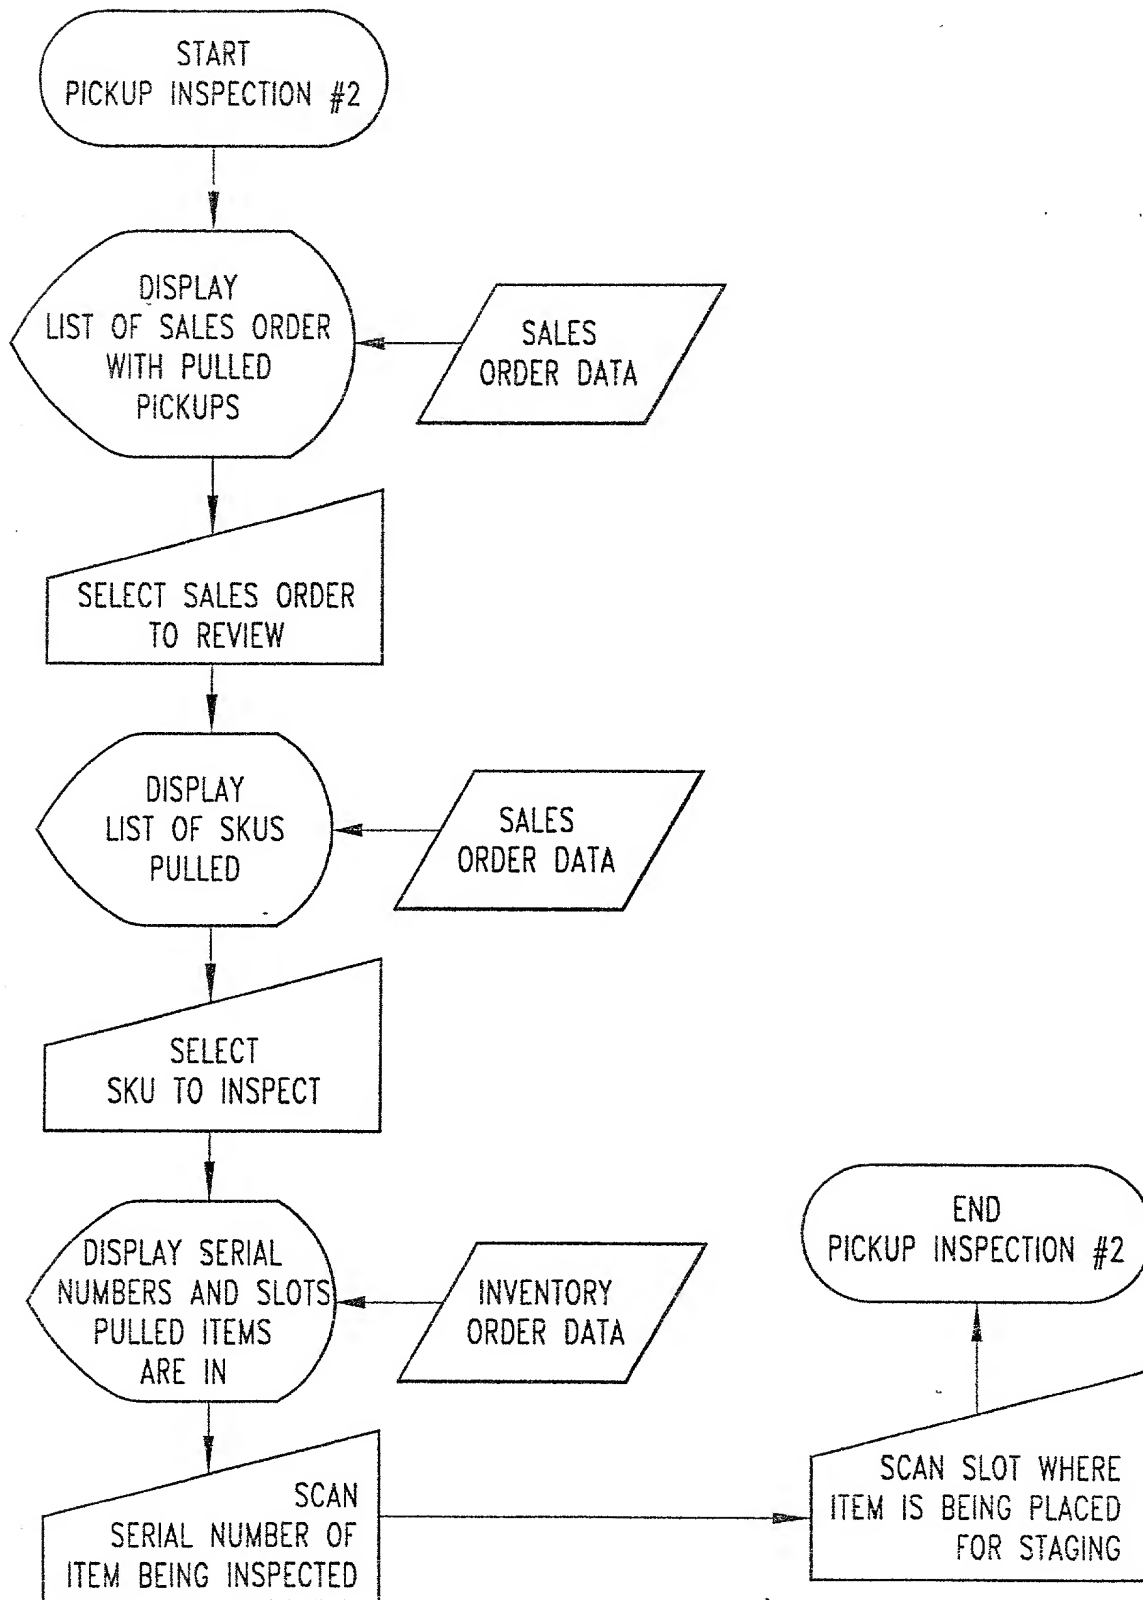 START
PICKUP INSPECTION #2
DISPLAY
LIST OF SALES ORDER
WITH PULLED
PICKUPS
SALES
ORDER DATA
SELECT SALES ORDER
TO REVIEW
DISPLAY
LIST OF SKUS
PULLED
SALES
ORDER DATA
SELECT
SKU TO INSPECT
DISPLAY SERIAL
NUMBERS AND SLOTS
PULLED ITEMS
ARE IN
INVENTORY
ORDER DATA
SCAN
SERIAL NUMBER OF
ITEM BEING INSPECTED
SCAN SLOT WHERE
ITEM IS BEING PLACED
FOR STAGING
END
PICKUP INSPECTION #2